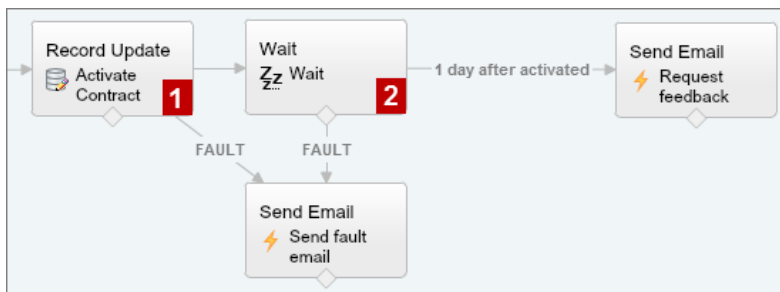 Record Update
Activate
Contract
1
Wait
Zzz... Wait
2
1 day after activated
Send Email
Request
feedback
FAULT
FAULT
Send Email
Send fault
email